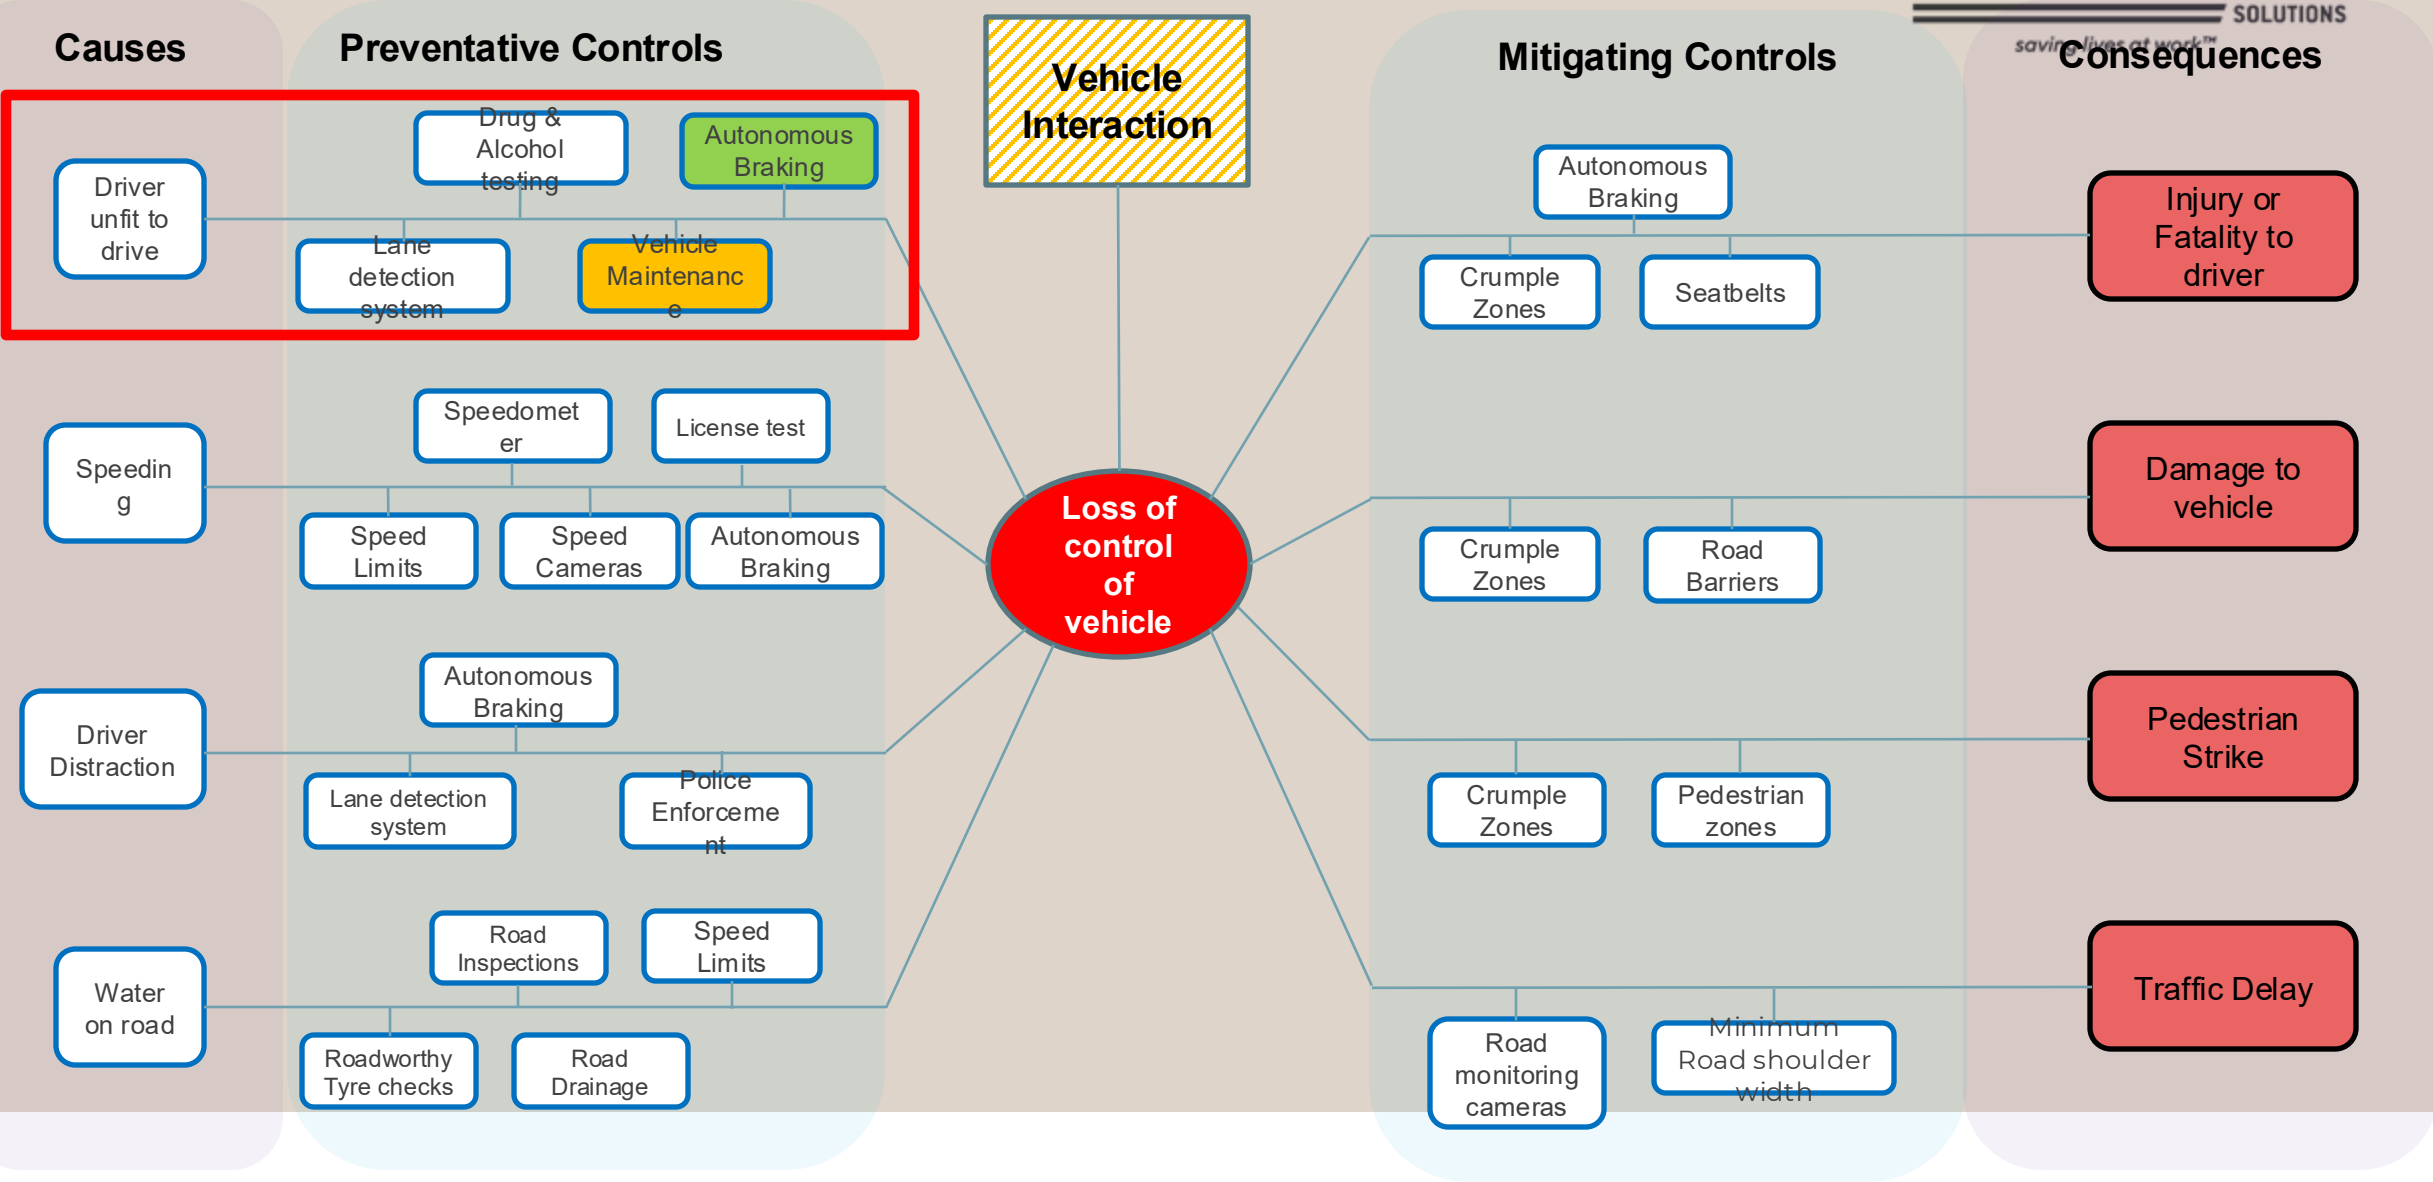 SOLUTIONS
saving lives at work™
Causes
Preventative Controls
Vehicle
Interaction
Mitigating Controls
Consequences
Driver
unfit to
drive
Drug &
Alcohol
testing
Autonomous
Braking
Lane
detection
system
Vehicle
Maintenanc
e
Autonomous
Braking
Crumple
Zones
Seatbelts
Injury or
Fatality to
driver
Speedin
g
Speedomet
er
License test
Speed
Limits
Speed
Cameras
Autonomous
Braking
Loss of
control
of
vehicle
Crumple
Zones
Road
Barriers
Damage to
vehicle
Driver
Distraction
Autonomous
Braking
Lane detection
system
Police
Enforceme
nt
Crumple
Zones
Pedestrian
zones
Pedestrian
Strike
Water
on road
Road
Inspections
Speed
Limits
Roadworthy
Tyre checks
Road
Drainage
Road
monitoring
cameras
Minimum
Road shoulder
width
Traffic Delay